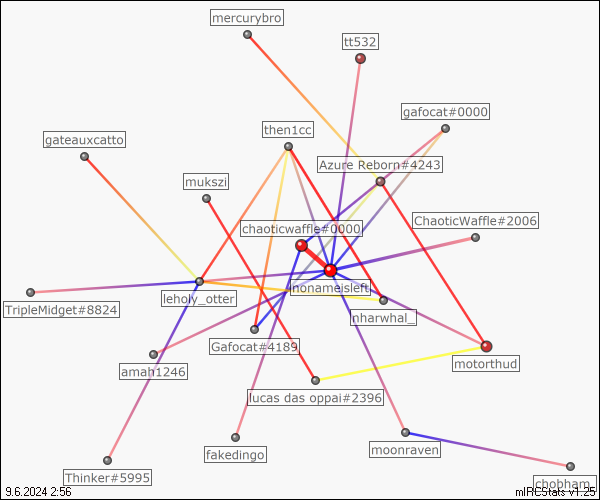 mercurybro
tt532
gafocat#0000
then1cc
gateauxcatto
Azure Reborn#4243
mukszi
ChaoticWaffle#2006
chaoticwaffle#0000
nonameisleft
leholy_otter
TripleMidget#8824
nharwhal_
Gafocat#4189
amah1246
motorthud
lucas das oppai#2396
fakedingo
moonraven
Thinker#5995
chobham_
9.6.2024 2:56
mIRCStats v1.25